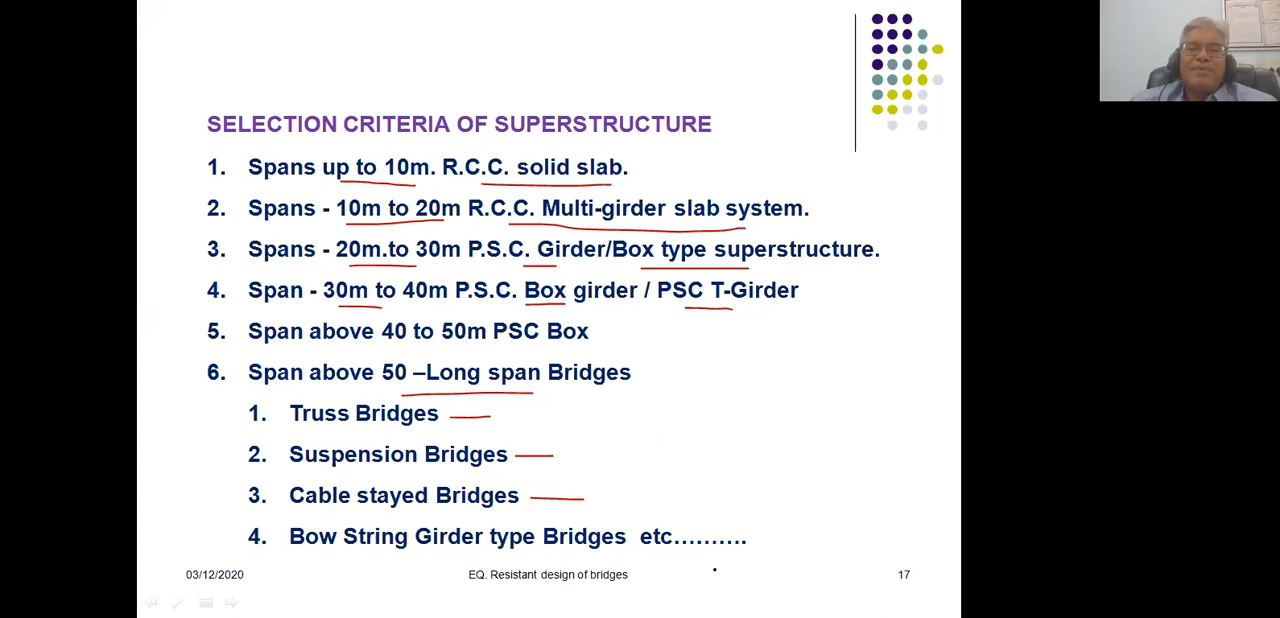 SELECTION CRITERIA OF SUPERSTRUCTURE
1. Spans up to 10m. R.C.C. solid slab.
2. Spans - 10m to 20m R.C.C. Multi-girder slab system.
3. Spans - 20m.to 30m P.S.C. Girder/Box type superstructure.
4. Span - 30m to 40m P.S.C. Box girder / PSC T-Girder
5. Span above 40 to 50m PSC Box
6. Span above 50 –Long span Bridges
1. Truss Bridges
2. Suspension Bridges
3. Cable stayed Bridges
4. Bow String Girder type Bridges etc……….
03/12/2020 EQ. Resistant design of bridges 17